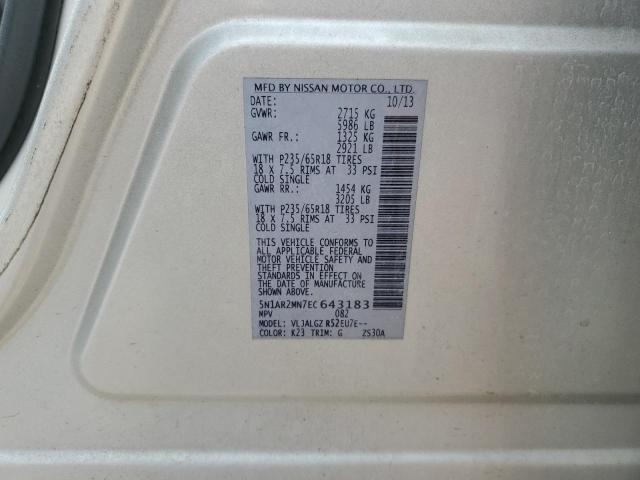 MFD BY NISSAN MOTOR CO., LTD.
DATE: 10/13
GVWR: 2715 KG
5986 LB
GAWR FR.: 1325 KG
2921 LB
WITH P235/65R18 TIRES
18 X 7.5 RIMS AT 33 PSI
COLD SINGLE
GAWR RR.: 1454 KG
3205 LB
WITH P235/65R18 TIRES
18 X 7.5 RIMS AT 33 PSI
COLD SINGLE
THIS VEHICLE CONFORMS TO
ALL APPLICABLE FEDERAL
MOTOR VEHICLE SAFETY AND
THEFT PREVENTION
STANDARDS IN EFFECT ON
THE DATE OF MANUFACTURE
SHOWN ABOVE.
5N1AR2MN7EC643183
MPV 082
MODEL: VLJALGZ R52EU7E--
COLOR: K23 TRIM: G ZS30A